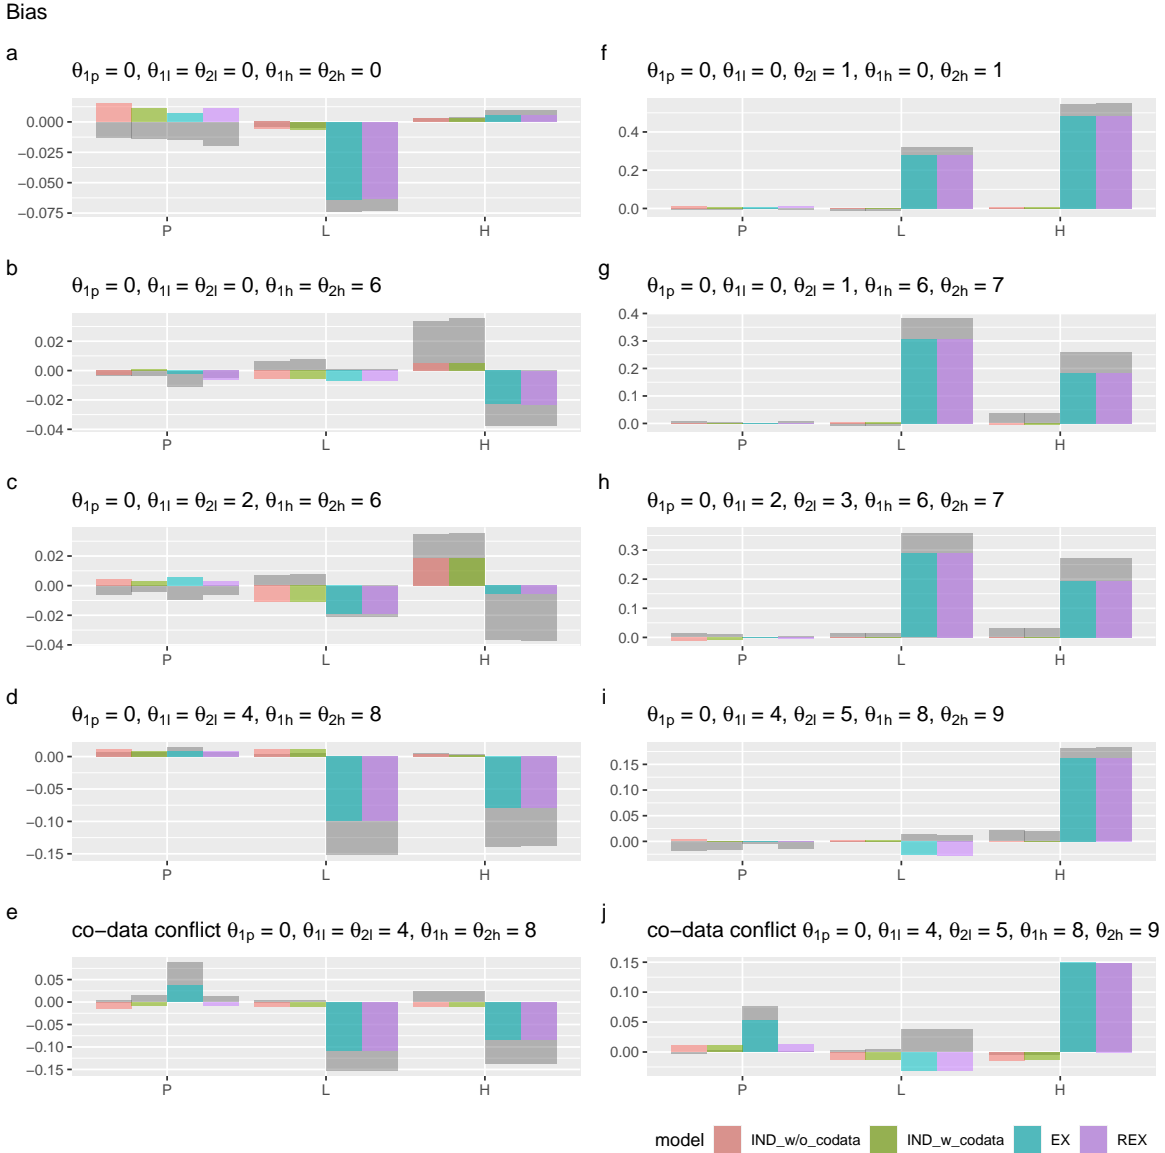 Bias
a
θ1p = 0, θ1l = θ2l = 0, θ1h = θ2h = 0
0.000
−0.025
−0.050
−0.075
P L H
b
θ1p = 0, θ1l = θ2l = 0, θ1h = θ2h = 6
0.02
0.00
−0.02
−0.04
P L H
c
θ1p = 0, θ1l = θ2l = 2, θ1h = θ2h = 6
0.02
0.00
−0.02
−0.04
P L H
d
θ1p = 0, θ1l = θ2l = 4, θ1h = θ2h = 8
0.00
−0.05
−0.10
−0.15
P L H
e
co−data conflict θ1p = 0, θ1l = θ2l = 4, θ1h = θ2h = 8
0.05
0.00
−0.05
−0.10
−0.15
P L H
f
θ1p = 0, θ1l = 0, θ2l = 1, θ1h = 0, θ2h = 1
0.4
0.2
0.0
P L H
g
θ1p = 0, θ1l = 0, θ2l = 1, θ1h = 6, θ2h = 7
0.4
0.3
0.2
0.1
0.0
P L H
h
θ1p = 0, θ1l = 2, θ2l = 3, θ1h = 6, θ2h = 7
0.3
0.2
0.1
0.0
P L H
i
θ1p = 0, θ1l = 4, θ2l = 5, θ1h = 8, θ2h = 9
0.15
0.10
0.05
0.00
P L H
j
co−data conflict θ1p = 0, θ1l = 4, θ2l = 5, θ1h = 8, θ2h = 9
0.15
0.10
0.05
0.00
P L H
model IND_w/o_codata IND_w_codata EX REX